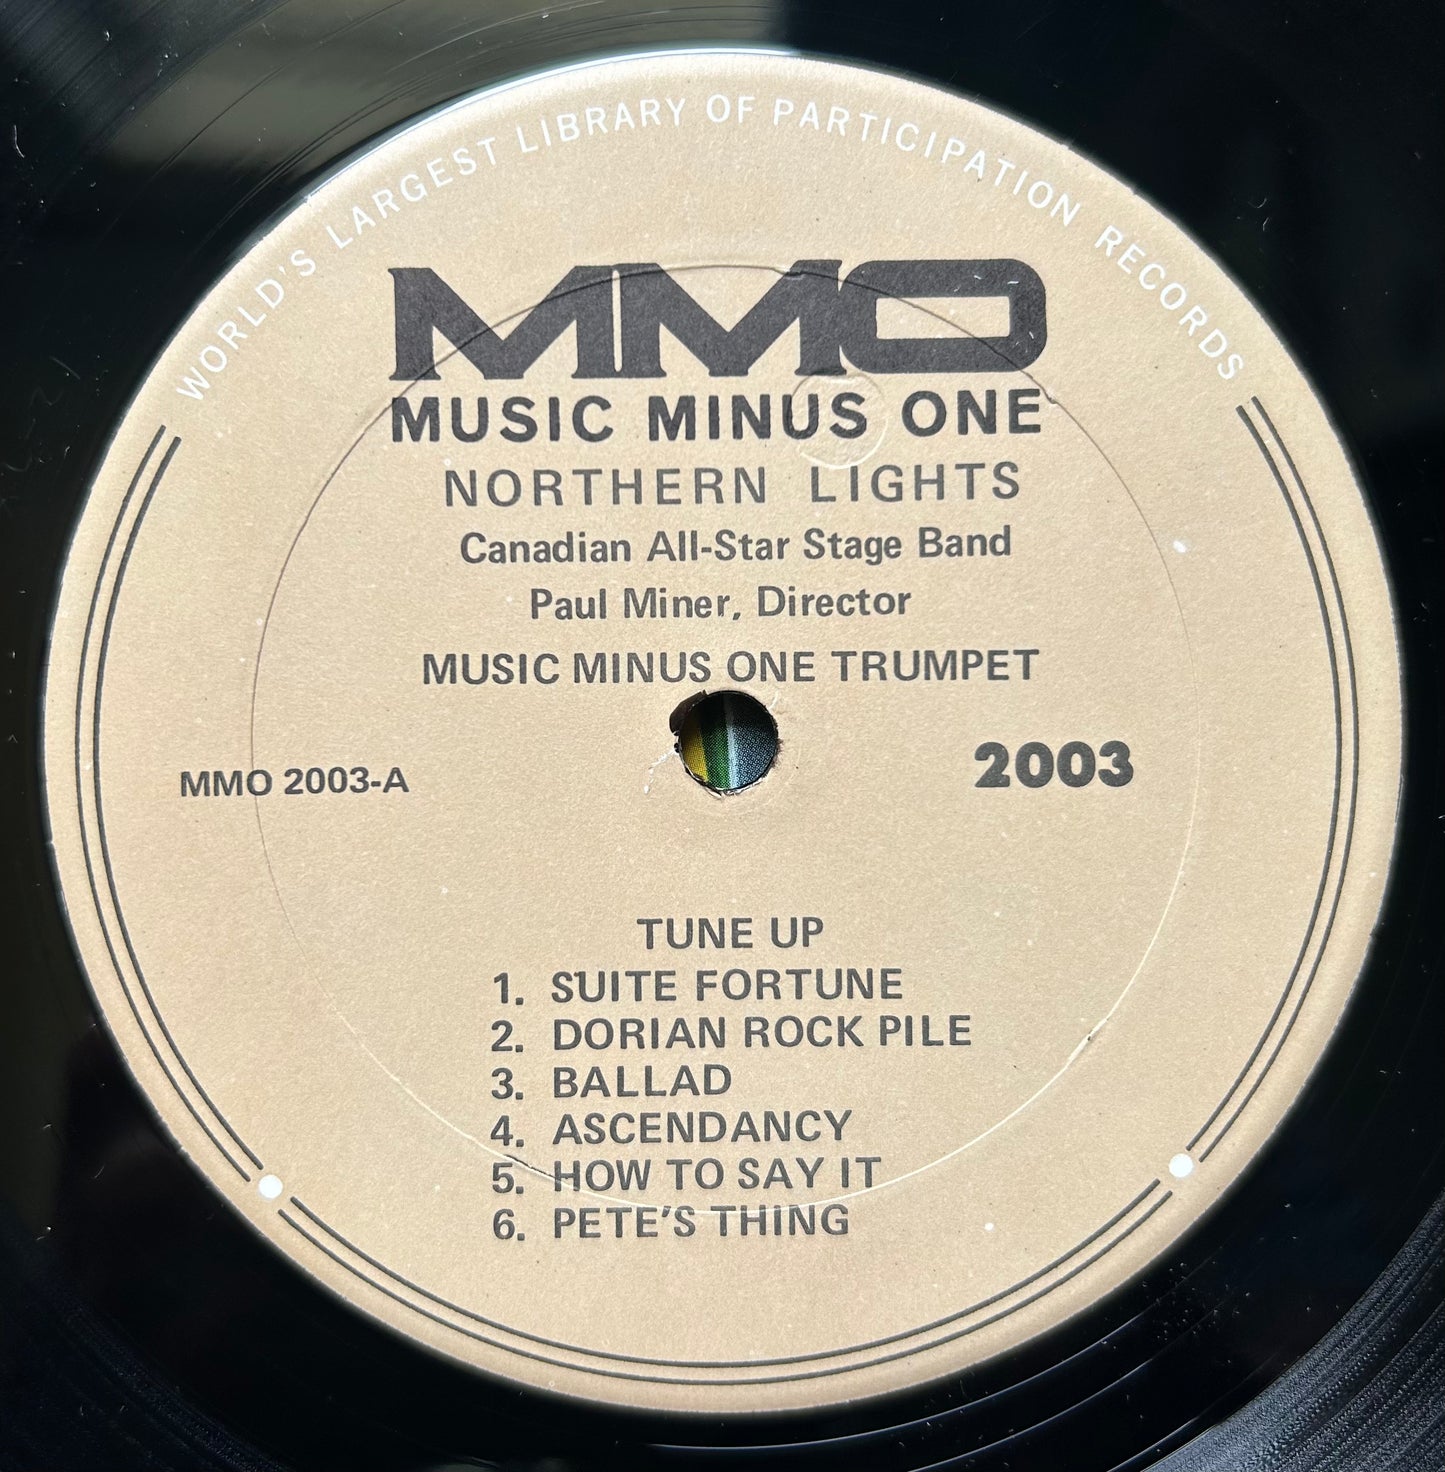 WORLD'S LARGEST LIBRARY OF PARTICIPATION RECORDS
MMO
MUSIC MINUS ONE
NORTHERN LIGHTS
Canadian All-Star Stage Band
Paul Miner, Director
MUSIC MINUS ONE TRUMPET
MMO 2003-A
2003
TUNE UP
1. SUITE FORTUNE
2. DORIAN ROCK PILE
3. BALLAD
4. ASCENDANCY
5. HOW TO SAY IT
6. PETE'S THING